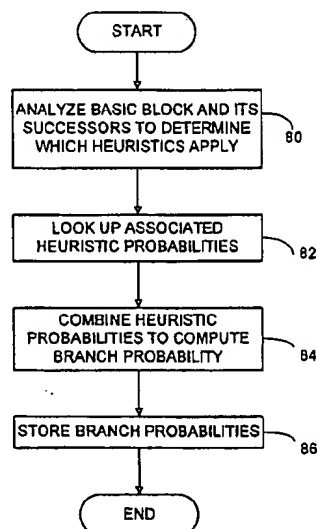 START
ANALYZE BASIC BLOCK AND ITS
SUCCESSORS TO DETERMINE
WHICH HEURISTICS APPLY
80
LOOK UP ASSOCIATED
HEURISTIC PROBABILITIES
82
COMBINE HEURISTIC
PROBABILITIES TO COMPUTE
BRANCH PROBABILITY
84
STORE BRANCH PROBABILITIES
86
END